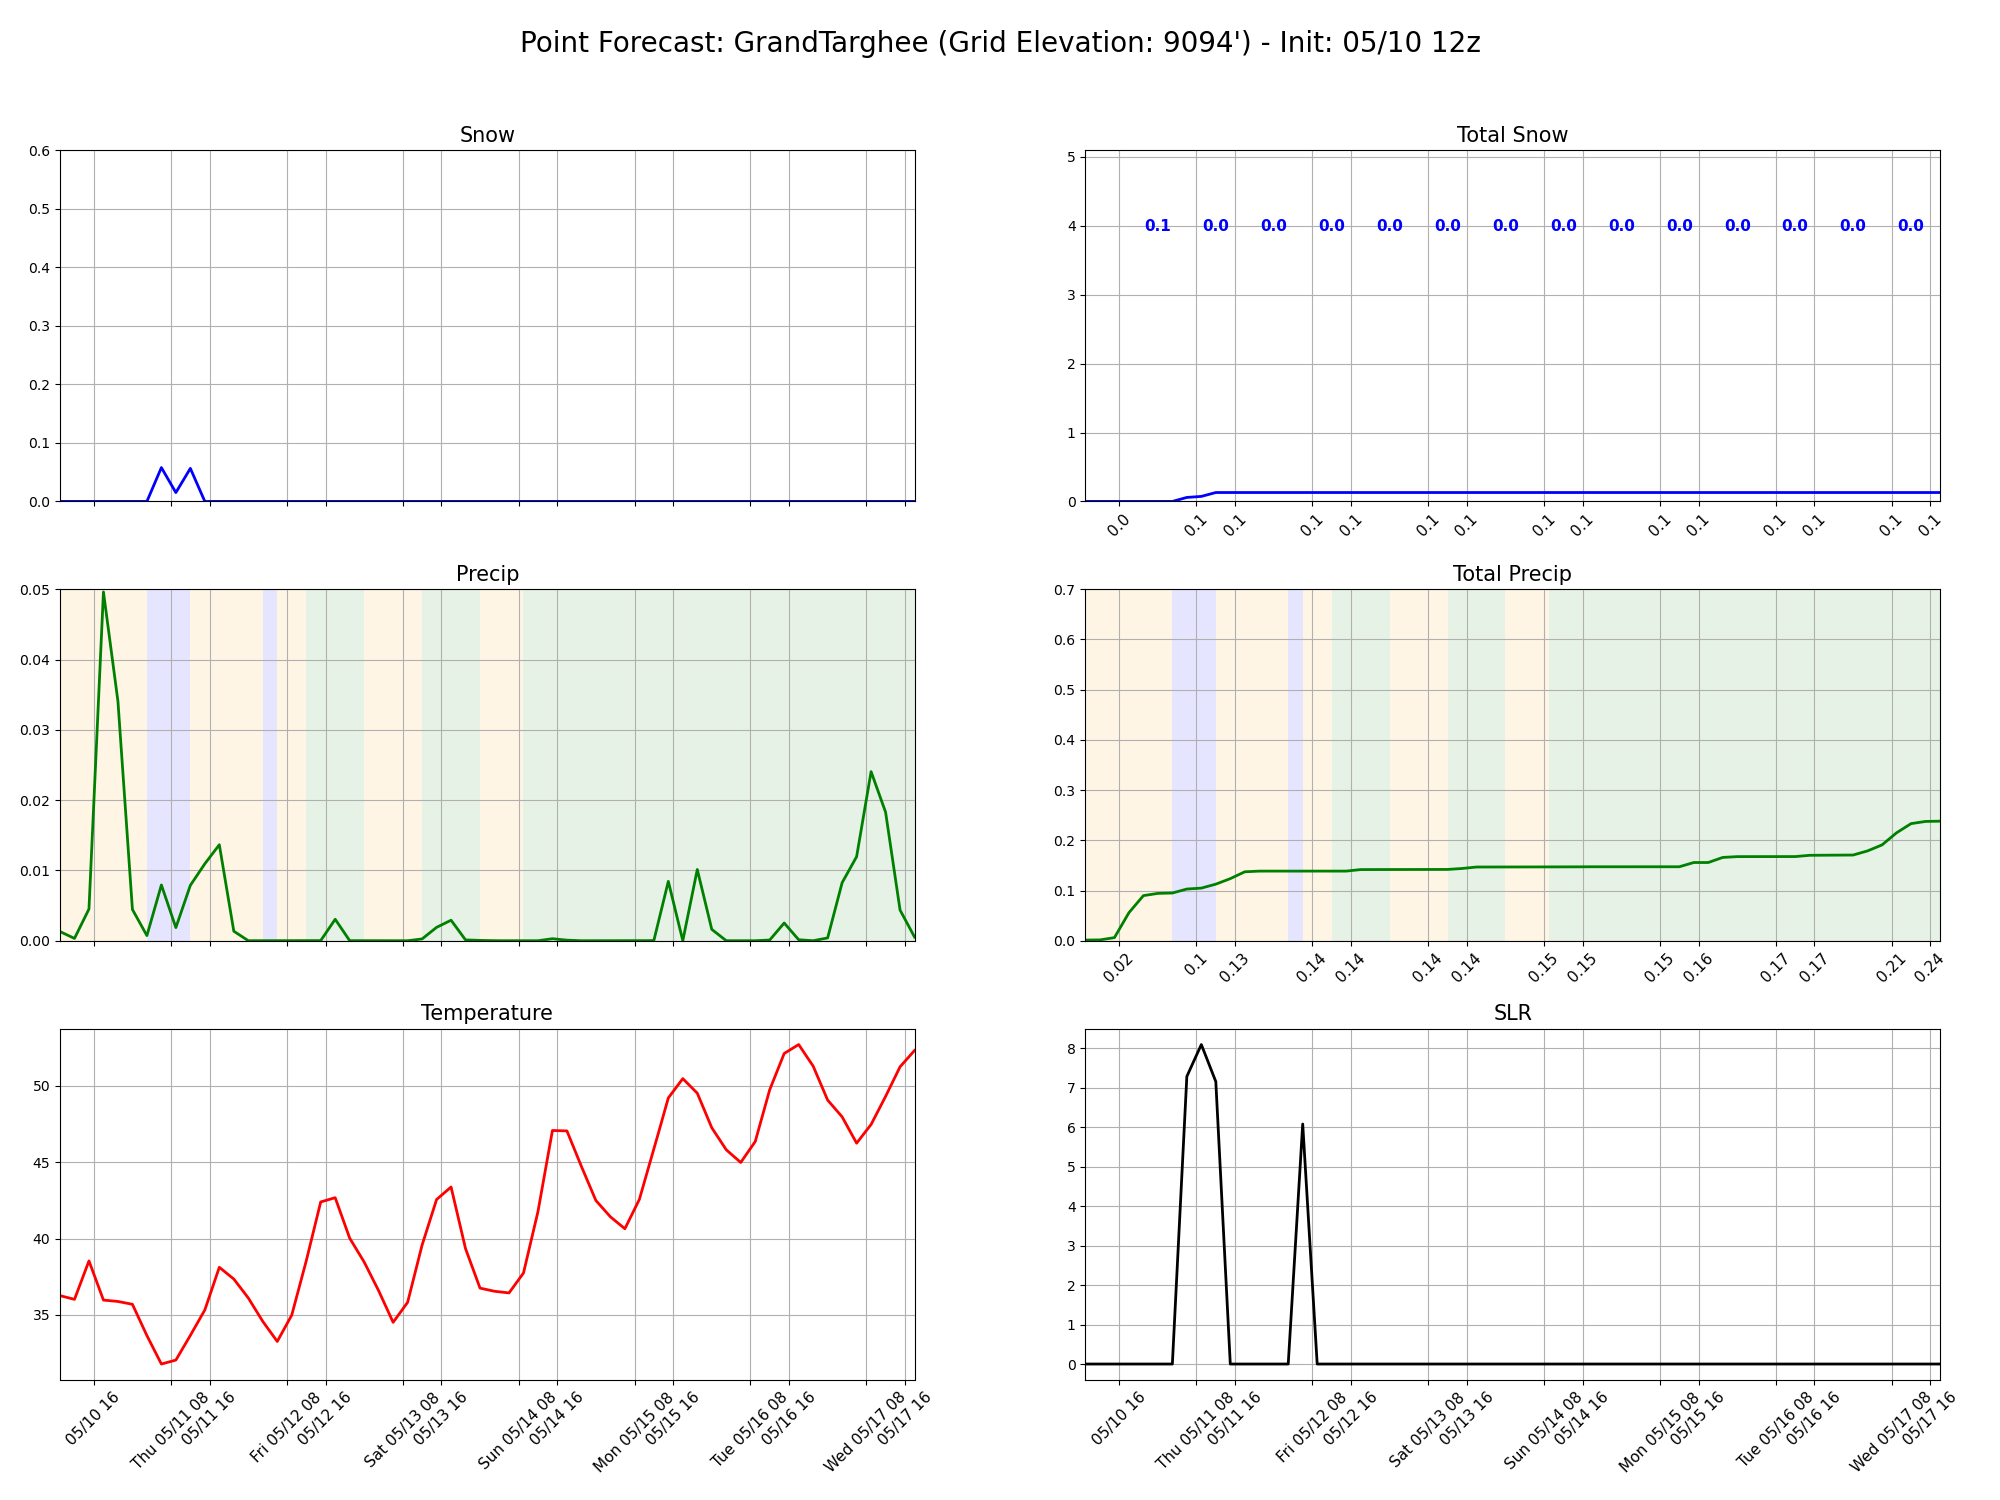 Point Forecast: GrandTarghee (Grid Elevation: 9094') - Init: 05/10 12z
Snow
0.6
0.5
0.4
0.3
0.2
0.1
0.0
Total Snow
5
4
3
2
1
0
0.1 0.0 0.0 0.0 0.0 0.0 0.0 0.0 0.0 0.0 0.0 0.0 0.0 0.0
0.0 0.1 0.1 0.1 0.1 0.1 0.1 0.1 0.1 0.1 0.1 0.1 0.1 0.1 0.1
Precip
0.05
0.04
0.03
0.02
0.01
0.00
Total Precip
0.7
0.6
0.5
0.4
0.3
0.2
0.1
0.0
0.02 0.1 0.13 0.14 0.14 0.14 0.14 0.15 0.15 0.15 0.16 0.17 0.17 0.21 0.24
Temperature
50
45
40
35
05/10 16
Thu 05/11 08
05/11 16
Fri 05/12 08
05/12 16
Sat 05/13 08
05/13 16
Sun 05/14 08
05/14 16
Mon 05/15 08
05/15 16
Tue 05/16 08
05/16 16
Wed 05/17 08
05/17 16
SLR
8
7
6
5
4
3
2
1
0
05/10 16
Thu 05/11 08
05/11 16
Fri 05/12 08
05/12 16
Sat 05/13 08
05/13 16
Sun 05/14 08
05/14 16
Mon 05/15 08
05/15 16
Tue 05/16 08
05/16 16
Wed 05/17 08
05/17 16